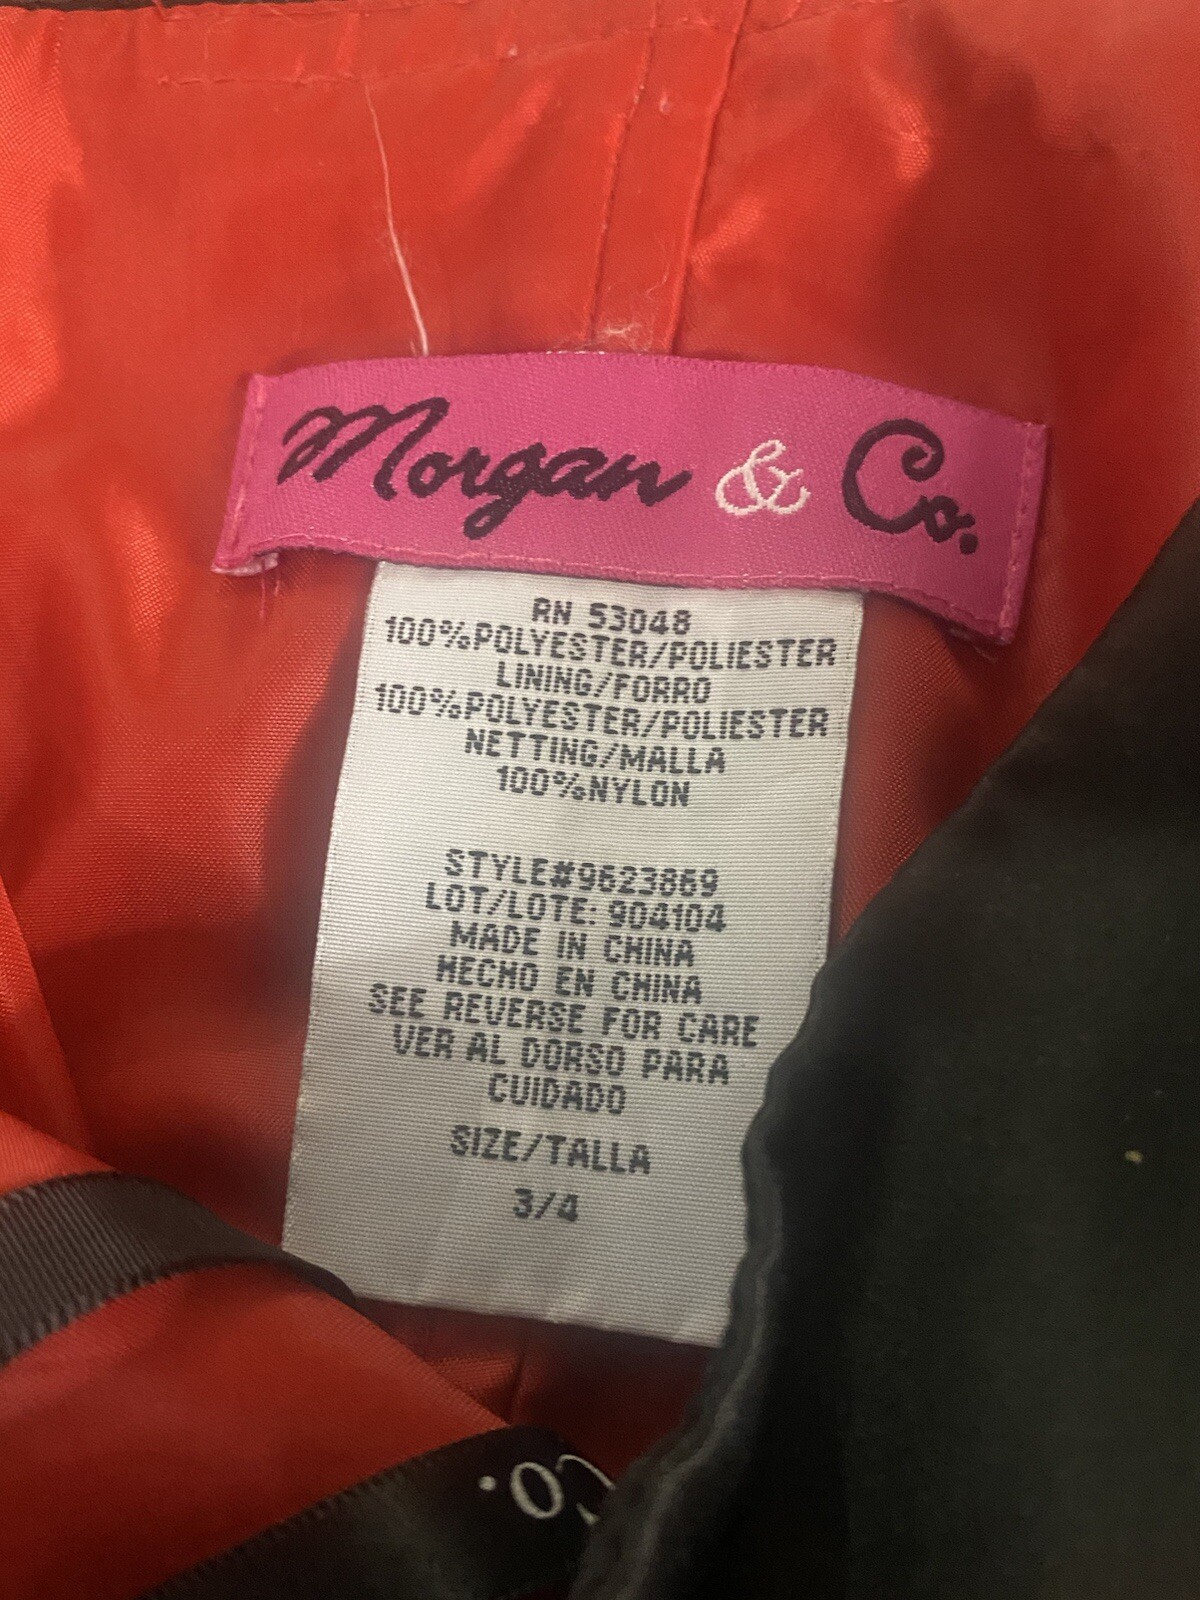 Morgan & Co.
RN 53048
100%POLYESTER/POLIESTER
LINING/FORRO
100%POLYESTER/POLIESTER
NETTING/MALLA
100%NYLON
STYLE#9623869
LOT/LOTE: 904104
MADE IN CHINA
HECHO EN CHINA
SEE REVERSE FOR CARE
VER AL DORSO PARA
CUIDADO
SIZE/TALLA
3/4
Co.